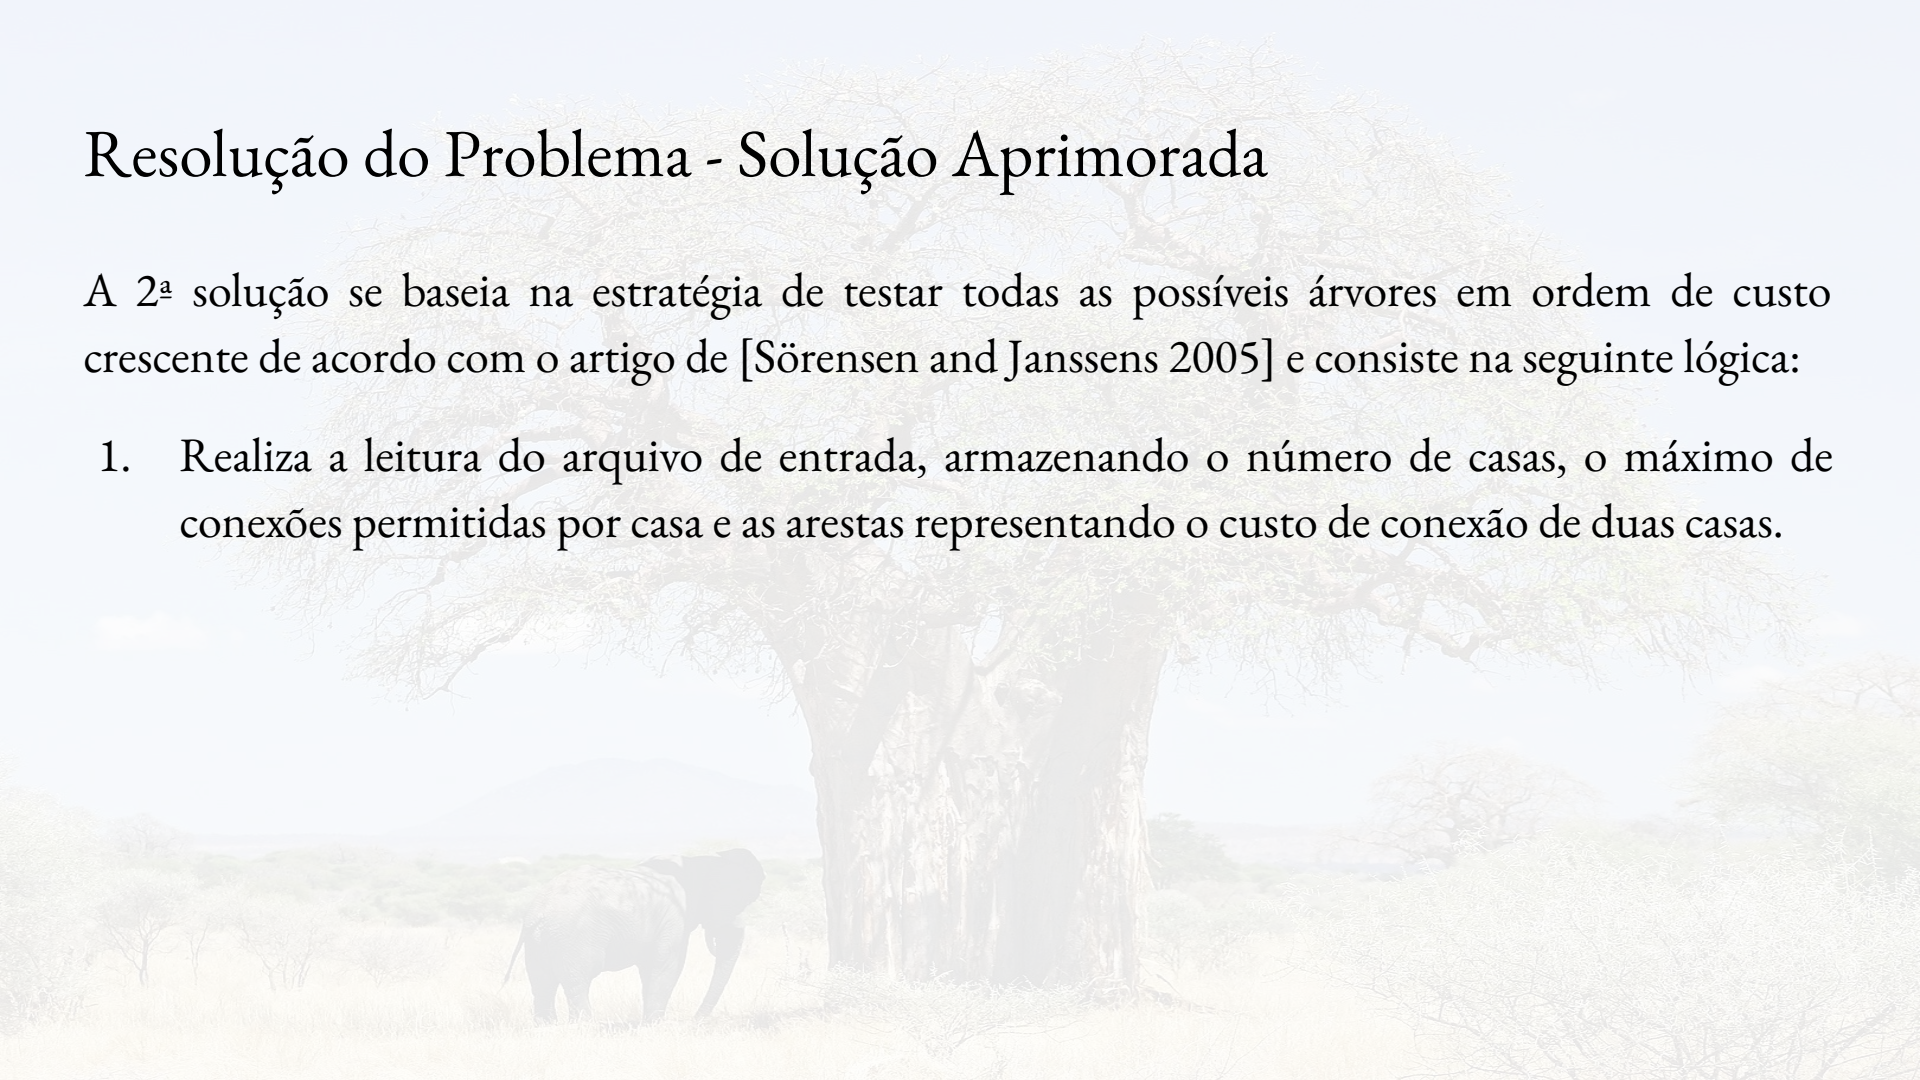 Resolução do Problema - Solução Aprimorada
A 2ª solução se baseia na estratégia de testar todas as possíveis árvores em ordem de custo
crescente de acordo com o artigo de [Sörensen and Janssens 2005] e consiste na seguinte lógica:
1. Realiza a leitura do arquivo de entrada, armazenando o número de casas, o máximo de
conexões permitidas por casa e as arestas representando o custo de conexão de duas casas.